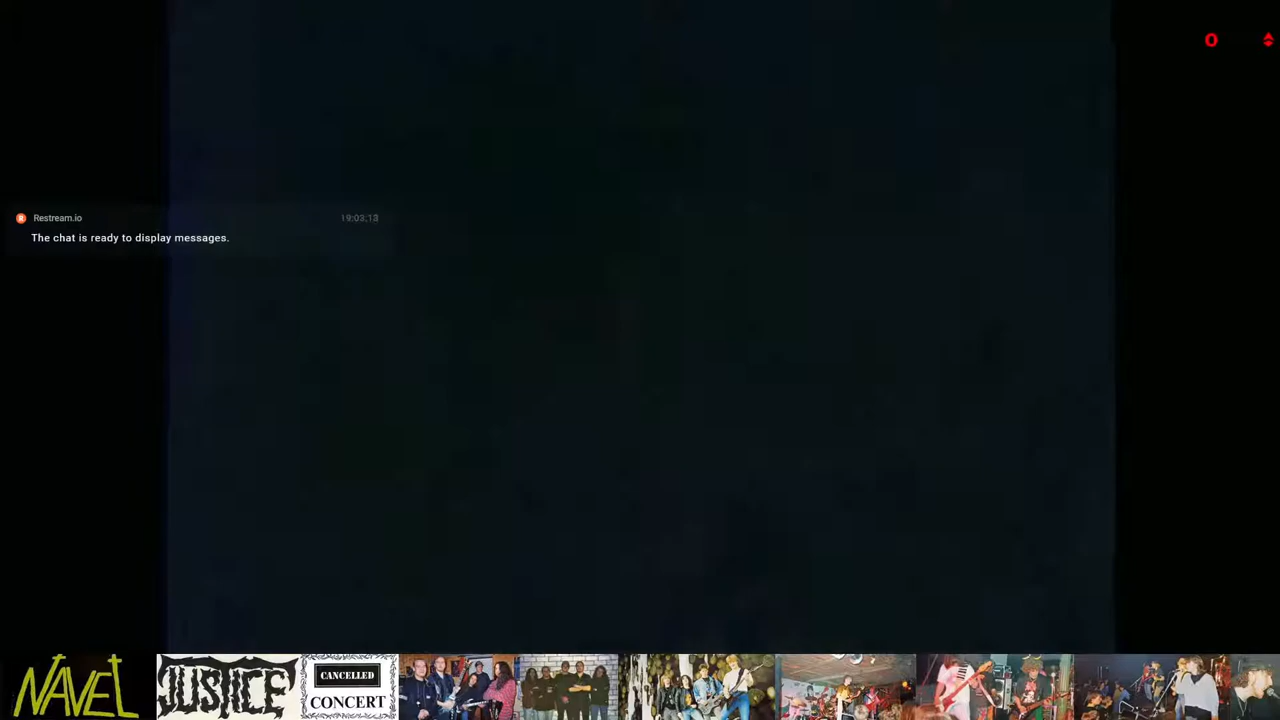 0
Restream.io 19:03:13
The chat is ready to display messages.
NAVEL
JUSTICE
CANCELLED
CONCERT